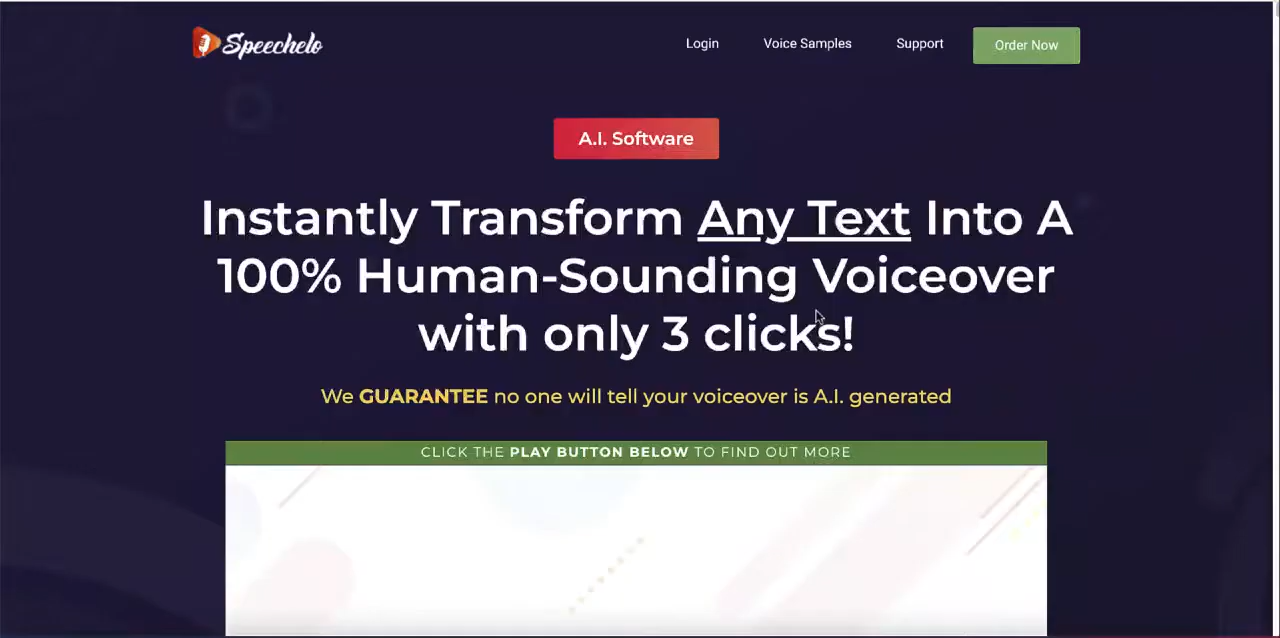 Speechelo
Login Voice Samples Support Order Now
A.I. Software
Instantly Transform Any Text Into A
100% Human-Sounding Voiceover
with only 3 clicks!
We GUARANTEE no one will tell your voiceover is A.I. generated
CLICK THE PLAY BUTTON BELOW TO FIND OUT MORE